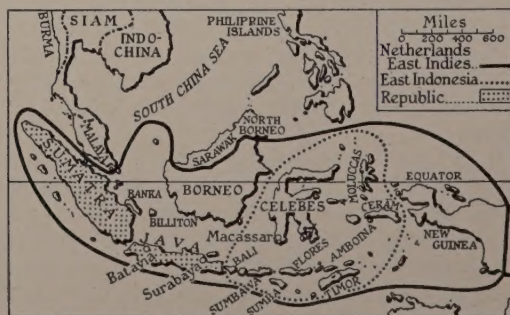 BURMA
SIAM
INDO-
CHINA
PHILIPPINE
ISLANDS
SOUTH CHINA SEA
Miles
0 200 400 600
Netherlands
East Indies
East Indonesia
Republic
MALAYA
SUMATRA
SARAWAK
NORTH
BORNEO
BORNEO
BANKA
BILLITON
CELEBES
MOLUCCAS
CERAM
EQUATOR
NEW
GUINEA
Macassar
AMBOINA
JAVA
Batavia
Surabaya
BALI
FLORES
SUMBAWA
SUMBA
TIMOR